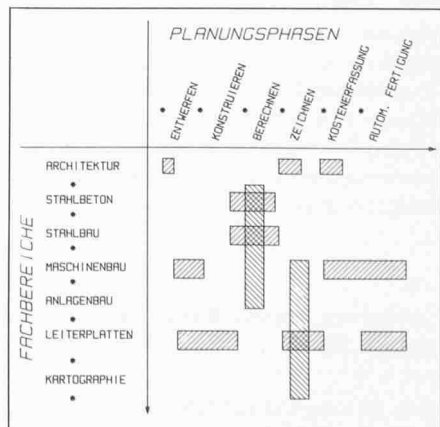 PLANUNGSPHASEN
ENTWERFEN
KONSTRUIEREN
BERECHNEN
ZEICHNEN
KOSTENERFASSUNG
AUTOM. FERTIGUNG
FACHBEREICHE
ARCHITEKTUR
STAHLBETON
STAHLBAU
MASCHINENBAU
ANLAGENBAU
LEITERPLATTEN
KARTOGRAPHIE